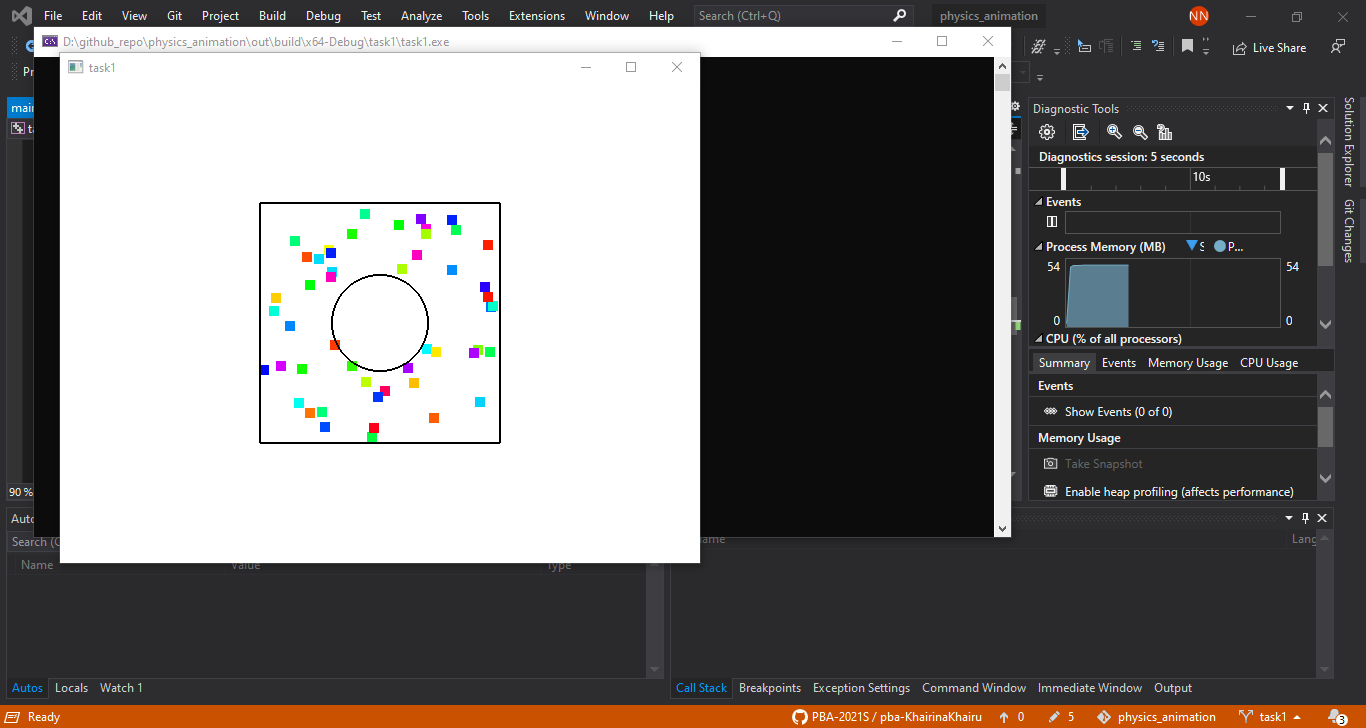 File Edit View Git Project Build Debug Test Analyze Tools Extensions Window Help Search (Ctrl+Q) physics_animation NN
D:\github_repo\physics_animation\out\build\x64-Debug\task1\task1.exe
Live Share
task1
Diagnostic Tools
Diagnostics session: 5 seconds
10s
Events
Process Memory (MB) S P...
54 54
0 0
CPU (% of all processors)
Summary Events Memory Usage CPU Usage
Events
Show Events (0 of 0)
Memory Usage
Take Snapshot
Enable heap profiling (affects performance)
Solution Explorer
Git Changes
90 %
Name Value Type
Autos Locals Watch 1
Call Stack Breakpoints Exception Settings Command Window Immediate Window Output
Ready PBA-2021S / pba-KhairinaKhairu 0 5 physics_animation task1 3